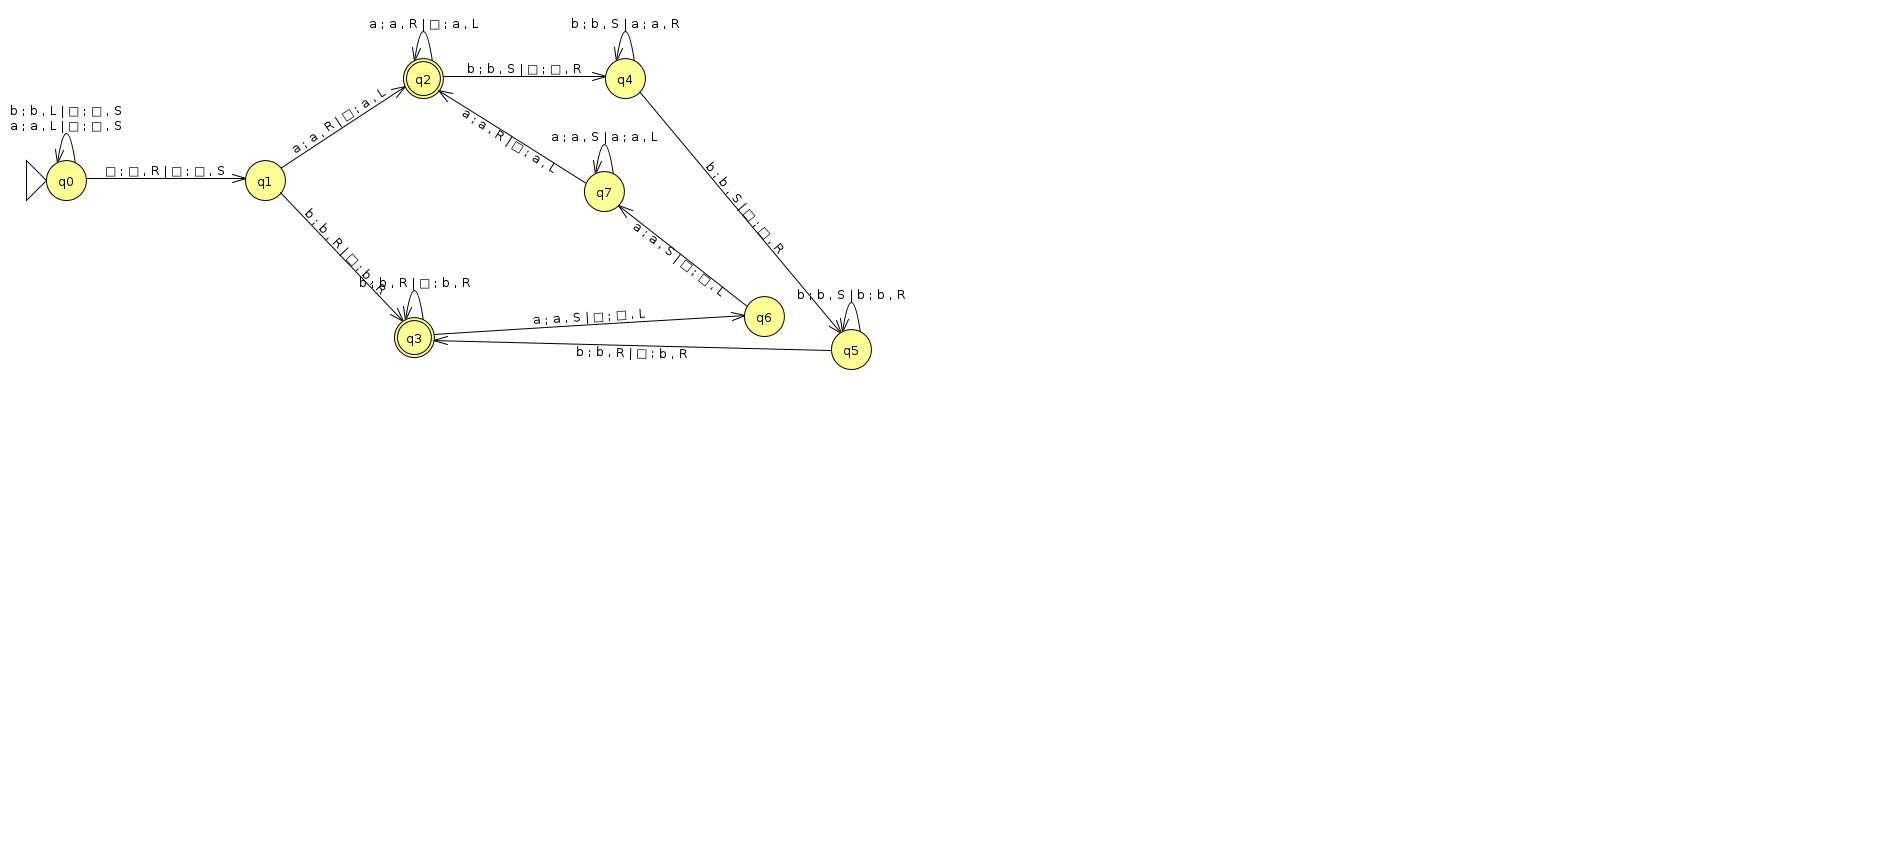 a ; a , R | □ ; a , L
b ; b , S | a ; a , R
q2
b ; b , S | □ ; □ , R
q4
b ; b , L | □ ; □ , S
a ; a , L | □ ; □ , S
a ; a , R | □ ; a , L
a ; a , R | □ ; a , L
a ; a , S | a ; a , L
q0
□ ; □ , R | □ ; □ , S
q1
q7
b ; b , S | □ ; □ , R
b ; b , R | □ ; b , R
a ; a , S | □ ; □ , L
b ; b , R | □ ; b , R
b ; b , S | b ; b , R
q3
a ; a , S | □ ; □ , L
q6
b ; b , R | □ ; b , R
q5